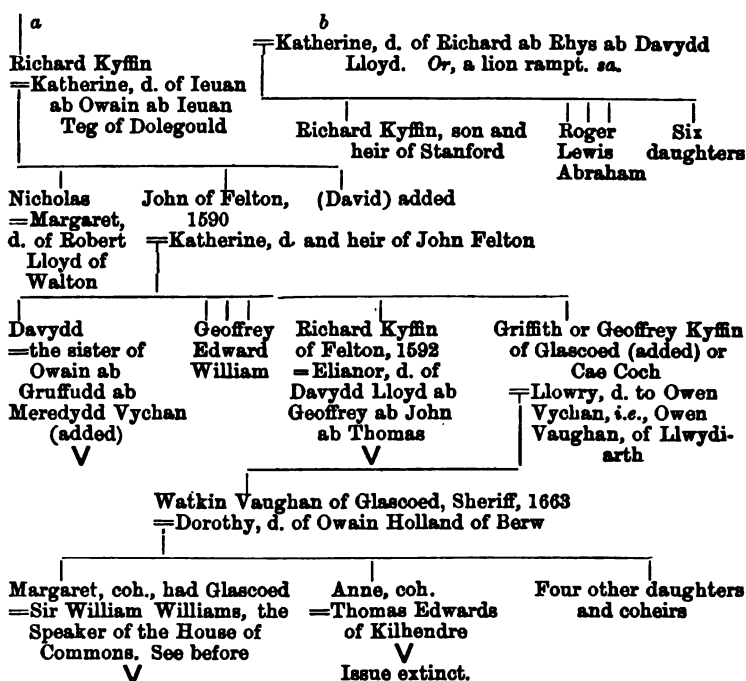 a
Richard Kyffin
=Katherine, d. of Ieuan
ab Owain ab Ieuan
Teg of Dolegould
b
=Katherine, d. of Richard ab Rhys ab Davydd
Lloyd. Or, a lion rampt. sa.
Richard Kyffin, son and
heir of Stanford
Roger
Lewis
Abraham
Six
daughters
Nicholas
=Margaret,
d. of Robert
Lloyd of
Walton
John of Felton,
1590
=Katherine, d. and heir of John Felton
(David) added
Davydd
=the sister of
Owain ab
Gruffudd ab
Meredydd Vychan
(added)
V
Geoffrey
Edward
William
Richard Kyffin
of Felton, 1592
=Elianor, d. of
Davydd Lloyd ab
Geoffrey ab John
ab Thomas
V
Griffith or Geoffrey Kyffin
of Glascoed (added) or
Cae Coch
=Llowry, d. to Owen
Vychan, i.e., Owen
Vaughan, of Llwydi-
arth
Watkin Vaughan of Glascoed, Sheriff, 1663
=Dorothy, d. of Owain Holland of Berw
Margaret, coh., had Glascoed
=Sir William Williams, the
Speaker of the House of
Commons. See before
V
Anne, coh.
=Thomas Edwards
of Kilhendre
V
Issue extinct.
Four other daughters
and coheirs